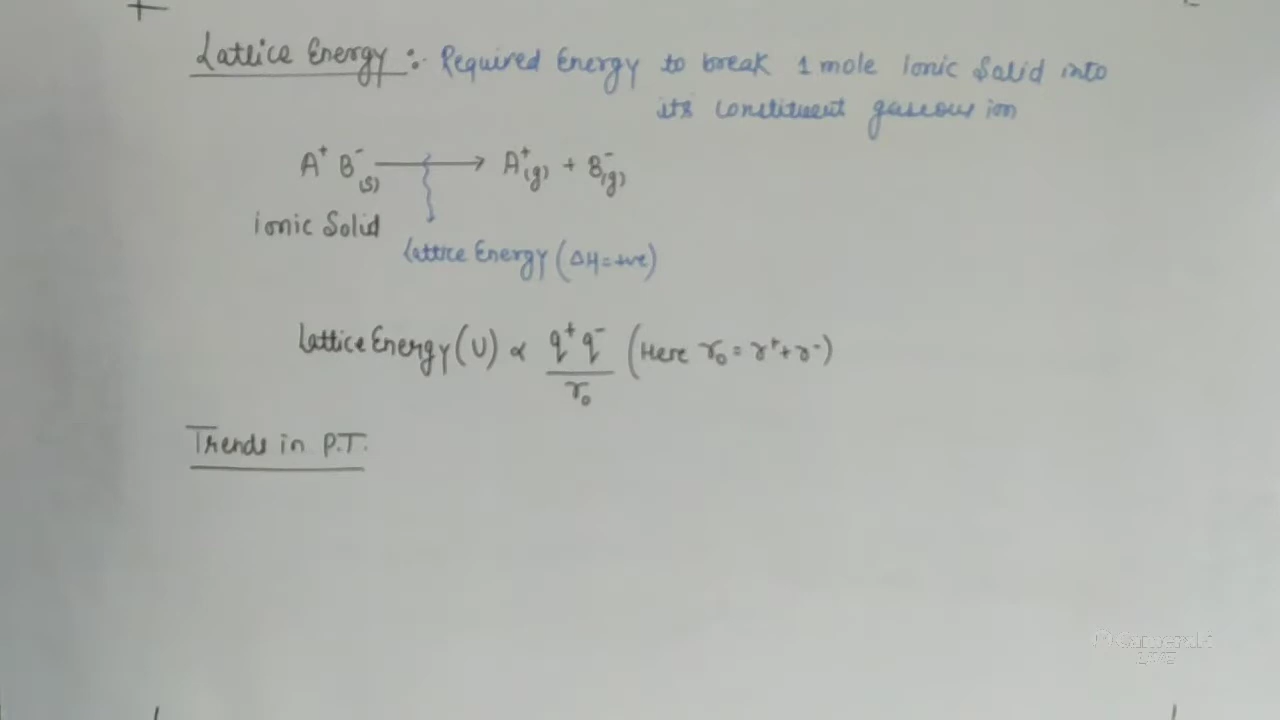 Lattice Energy :- Required Energy to break 1 mole ionic Solid into
its constituent gaseous ion
A⁺ B⁻(s) ⟶ A⁺(g) + B⁻(g)
ionic Solid
Lattice Energy (ΔH=+ve)
Lattice Energy (U) ∝ q⁺q⁻/r₀ (Here r₀ = r⁺+r⁻)
Trends in P.T.